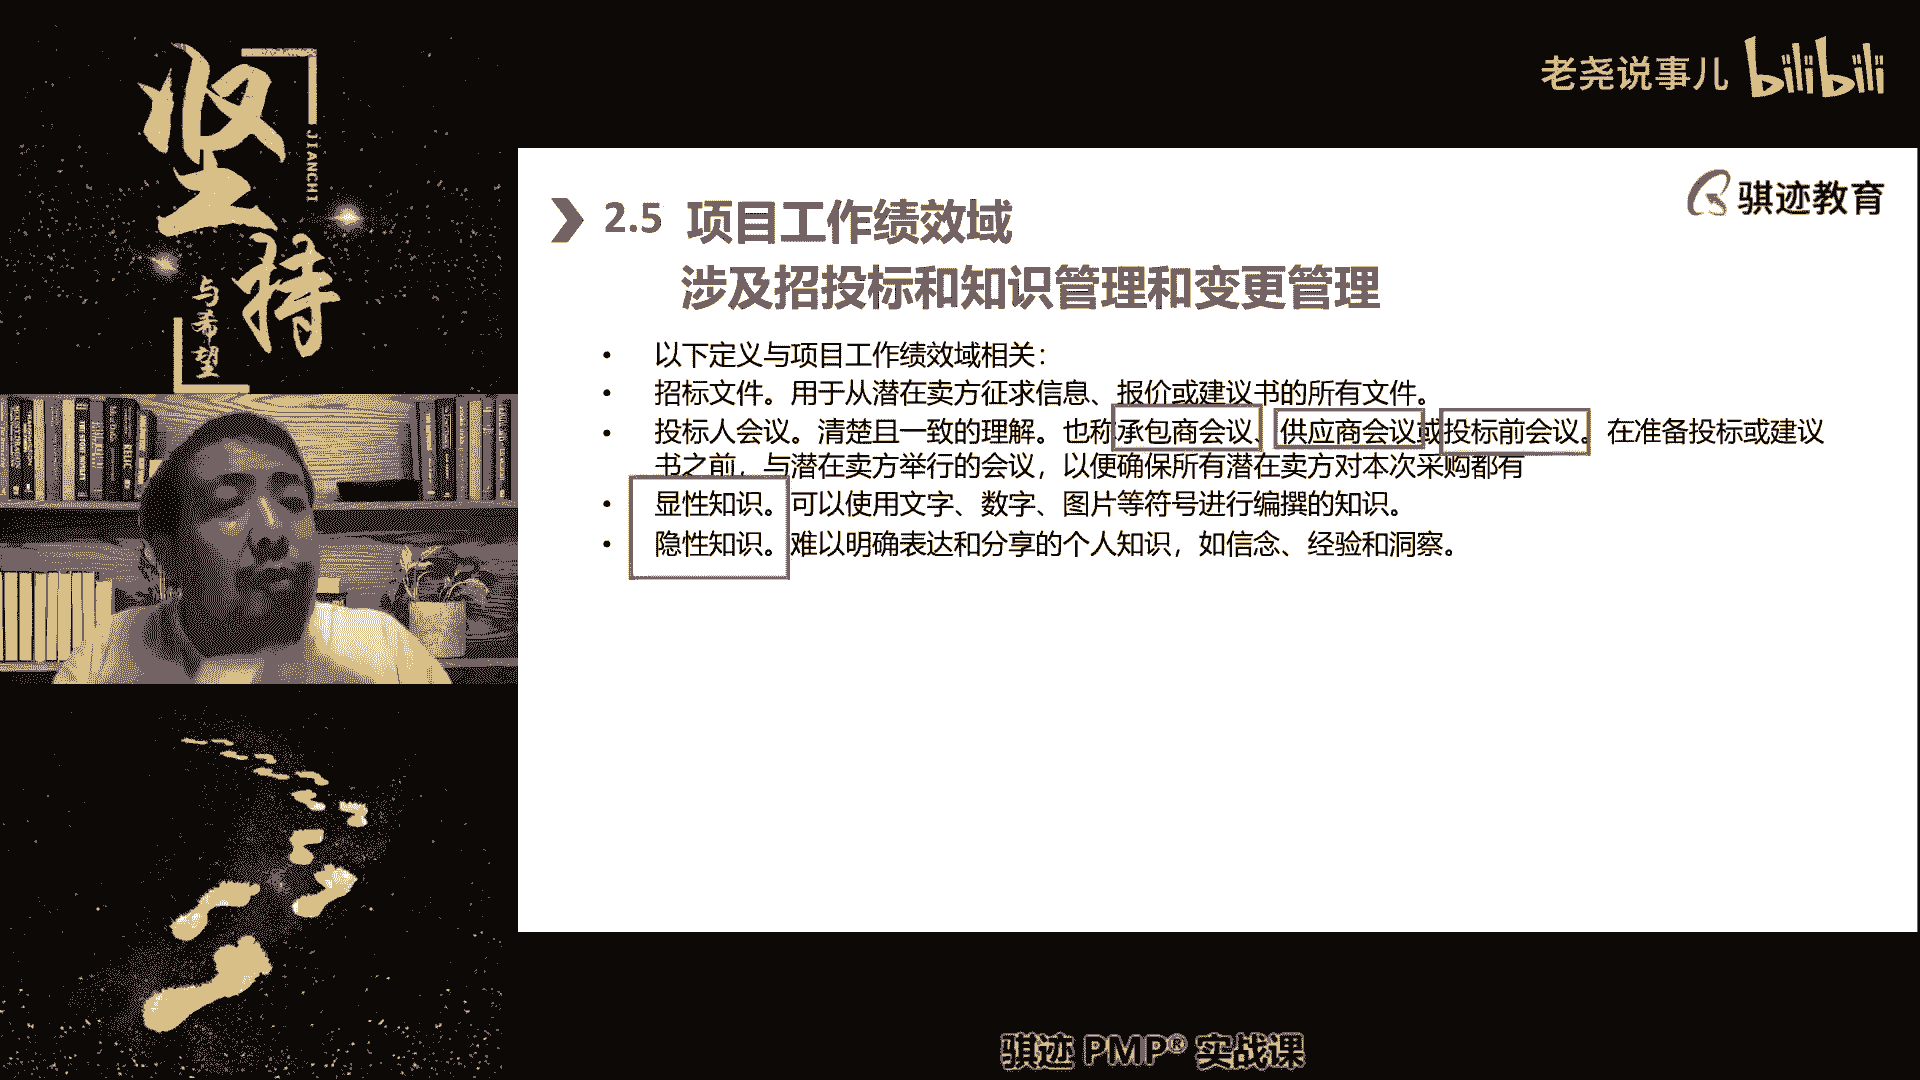 坚持
JIANCHI
与希望
老尧说事儿 bilibili
骐迹教育
2.5 项目工作绩效域
涉及招投标和知识管理和变更管理
• 以下定义与项目工作绩效域相关：
• 招标文件。用于从潜在卖方征求信息、报价或建议书的所有文件。
• 投标人会议。清楚且一致的理解。也称承包商会议、供应商会议或投标前会议。在准备投标或建议
书之前，与潜在卖方举行的会议，以便确保所有潜在卖方对本次采购都有
• 显性知识。可以使用文字、数字、图片等符号进行编撰的知识。
• 隐性知识。难以明确表达和分享的个人知识，如信念、经验和洞察。
骐迹 PMP® 实战课